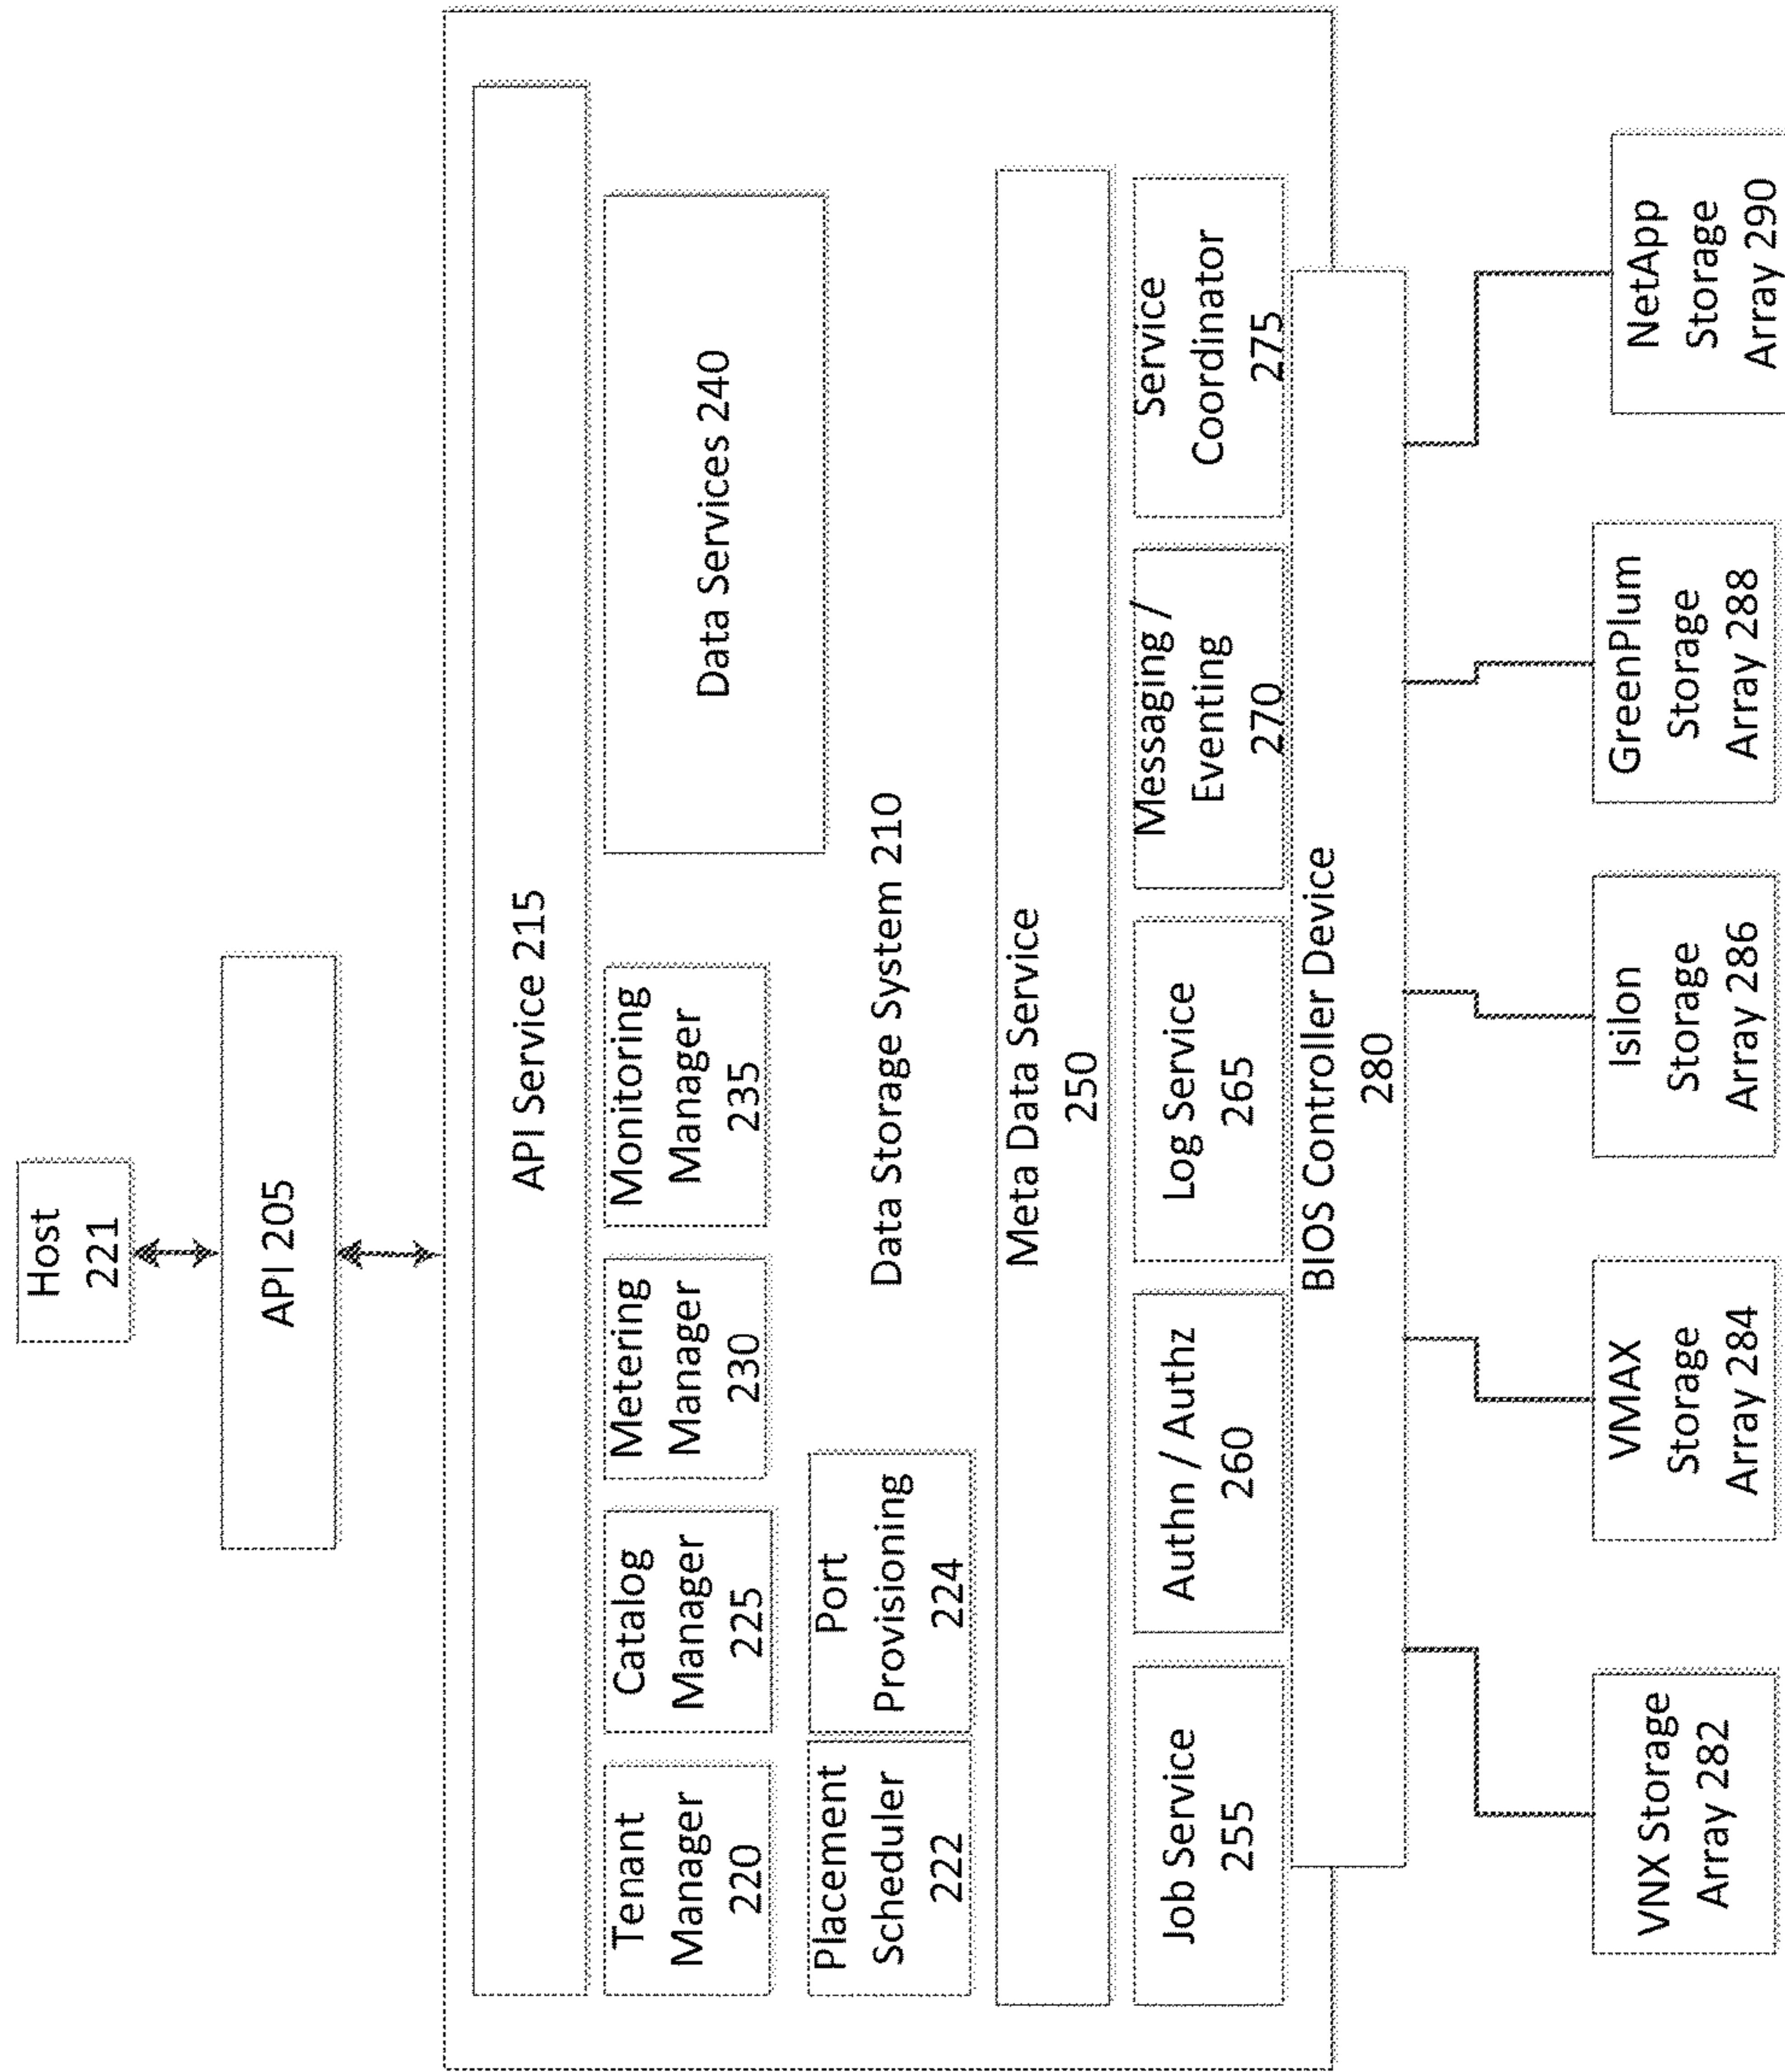 Host
221
API 205
API Service 215
Tenant
Manager
220
Catalog
Manager
225
Metering
Manager
230
Monitoring
Manager
235
Data Services 240
Placement
Scheduler
222
Port
Provisioning
224
Data Storage System 210
Meta Data Service
250
Job Service
255
Authn / Authz
260
Log Service
265
Messaging /
Eventing
270
Service
Coordinator
275
BIOS Controller Device
280
VNX Storage
Array 282
VMAX
Storage
Array 284
Isilon
Storage
Array 286
GreenPlum
Storage
Array 288
NetApp
Storage
Array 290